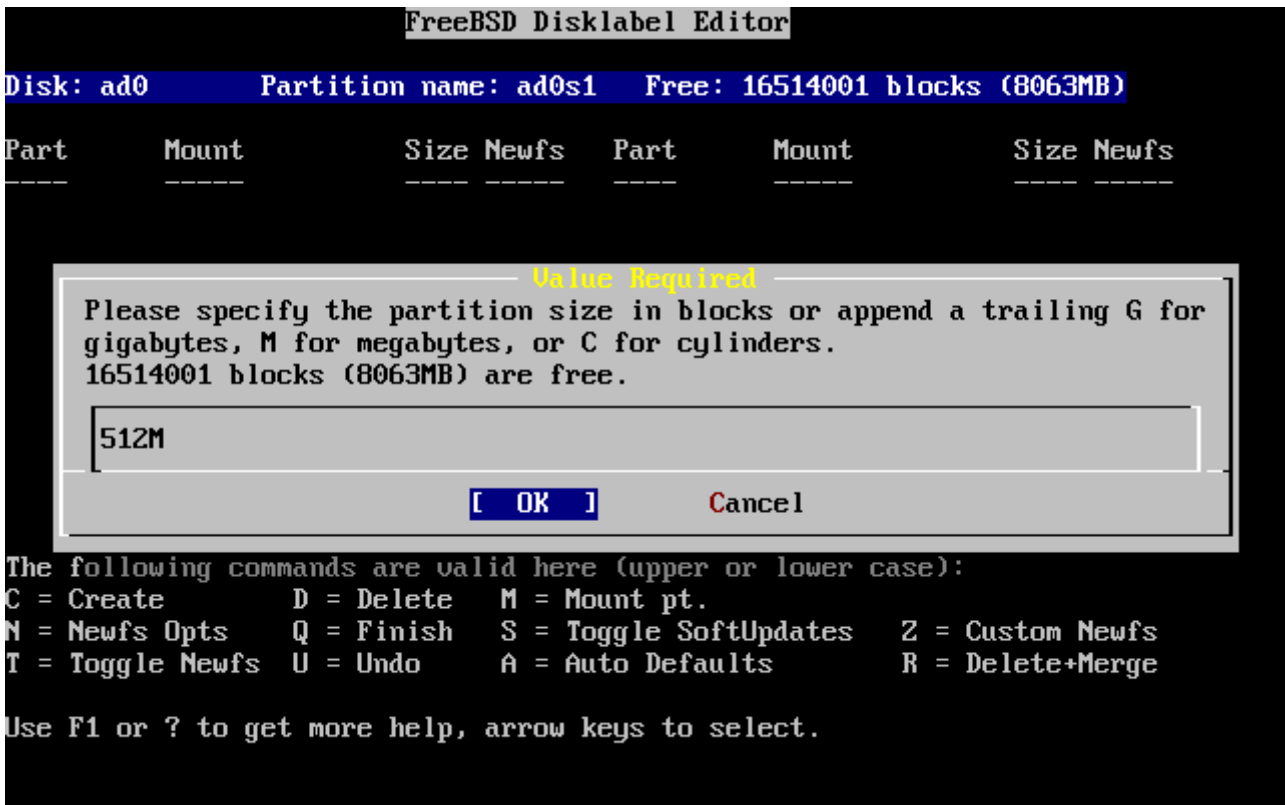 FreeBSD Disklabel Editor
Disk: ad0 Partition name: ad0s1 Free: 16514001 blocks (8063MB)
Part Mount Size Newfs Part Mount Size Newfs
---- ----- ---- ----- ---- ----- ---- -----
Value Required
Please specify the partition size in blocks or append a trailing G for
gigabytes, M for megabytes, or C for cylinders.
16514001 blocks (8063MB) are free.
512M
[ OK ] Cancel
The following commands are valid here (upper or lower case):
C = Create D = Delete M = Mount pt.
N = Newfs Opts Q = Finish S = Toggle SoftUpdates Z = Custom Newfs
T = Toggle Newfs U = Undo A = Auto Defaults R = Delete+Merge
Use F1 or ? to get more help, arrow keys to select.